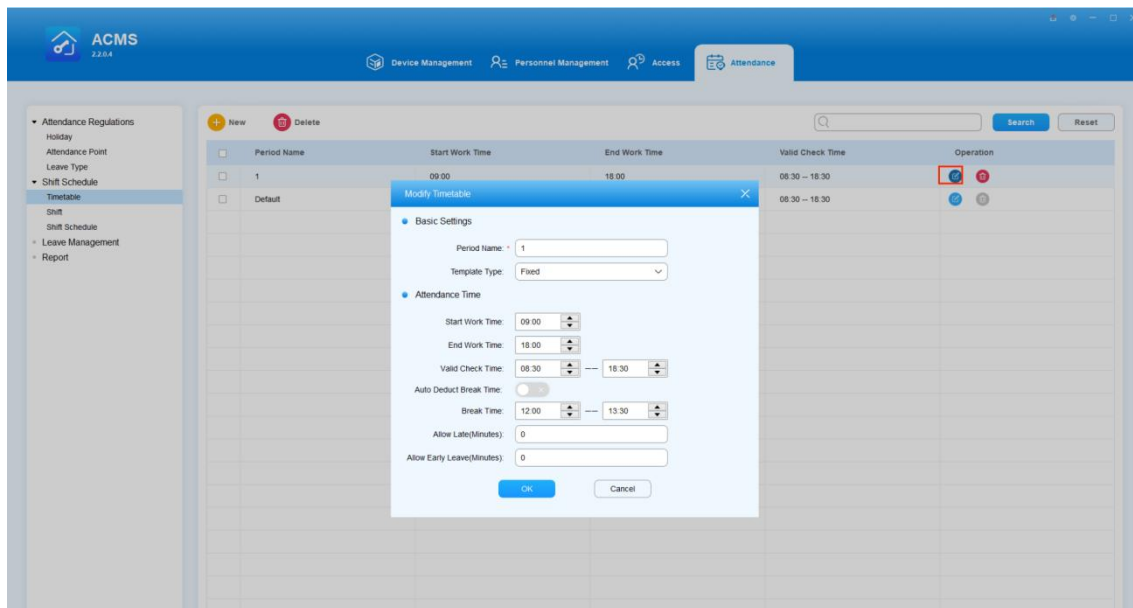 ACMS
2.2.0.4
Device Management Personnel Management Access Attendance
Attendance Regulations
Holiday
Attendance Point
Leave Type
Shift Schedule
Timetable
Shift
Shift Schedule
Leave Management
Report
New Delete Search Reset
Period Name Start Work Time End Work Time Valid Check Time Operation
1 09:00 18:00 08:30 -- 18:30
Default 08:30 -- 18:30
Modify Timetable
Basic Settings
Period Name: * 1
Template Type: Fixed
Attendance Time
Start Work Time: 09:00
End Work Time: 18:00
Valid Check Time: 08:30 —— 18:30
Auto Deduct Break Time:
Break Time: 12:00 —— 13:30
Allow Late(Minutes): 0
Allow Early Leave(Minutes): 0
OK Cancel